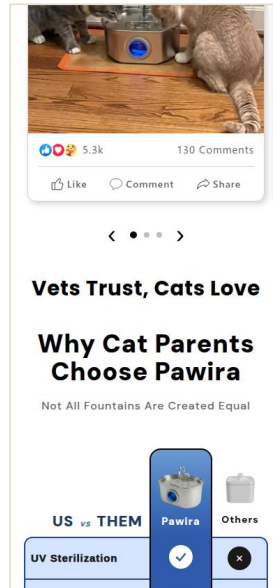 5.3k 130 Comments
Like Comment Share
Vets Trust, Cats Love
Why Cat Parents
Choose Pawira
Not All Fountains Are Created Equal
US vs THEM Pawira Others
UV Sterilization